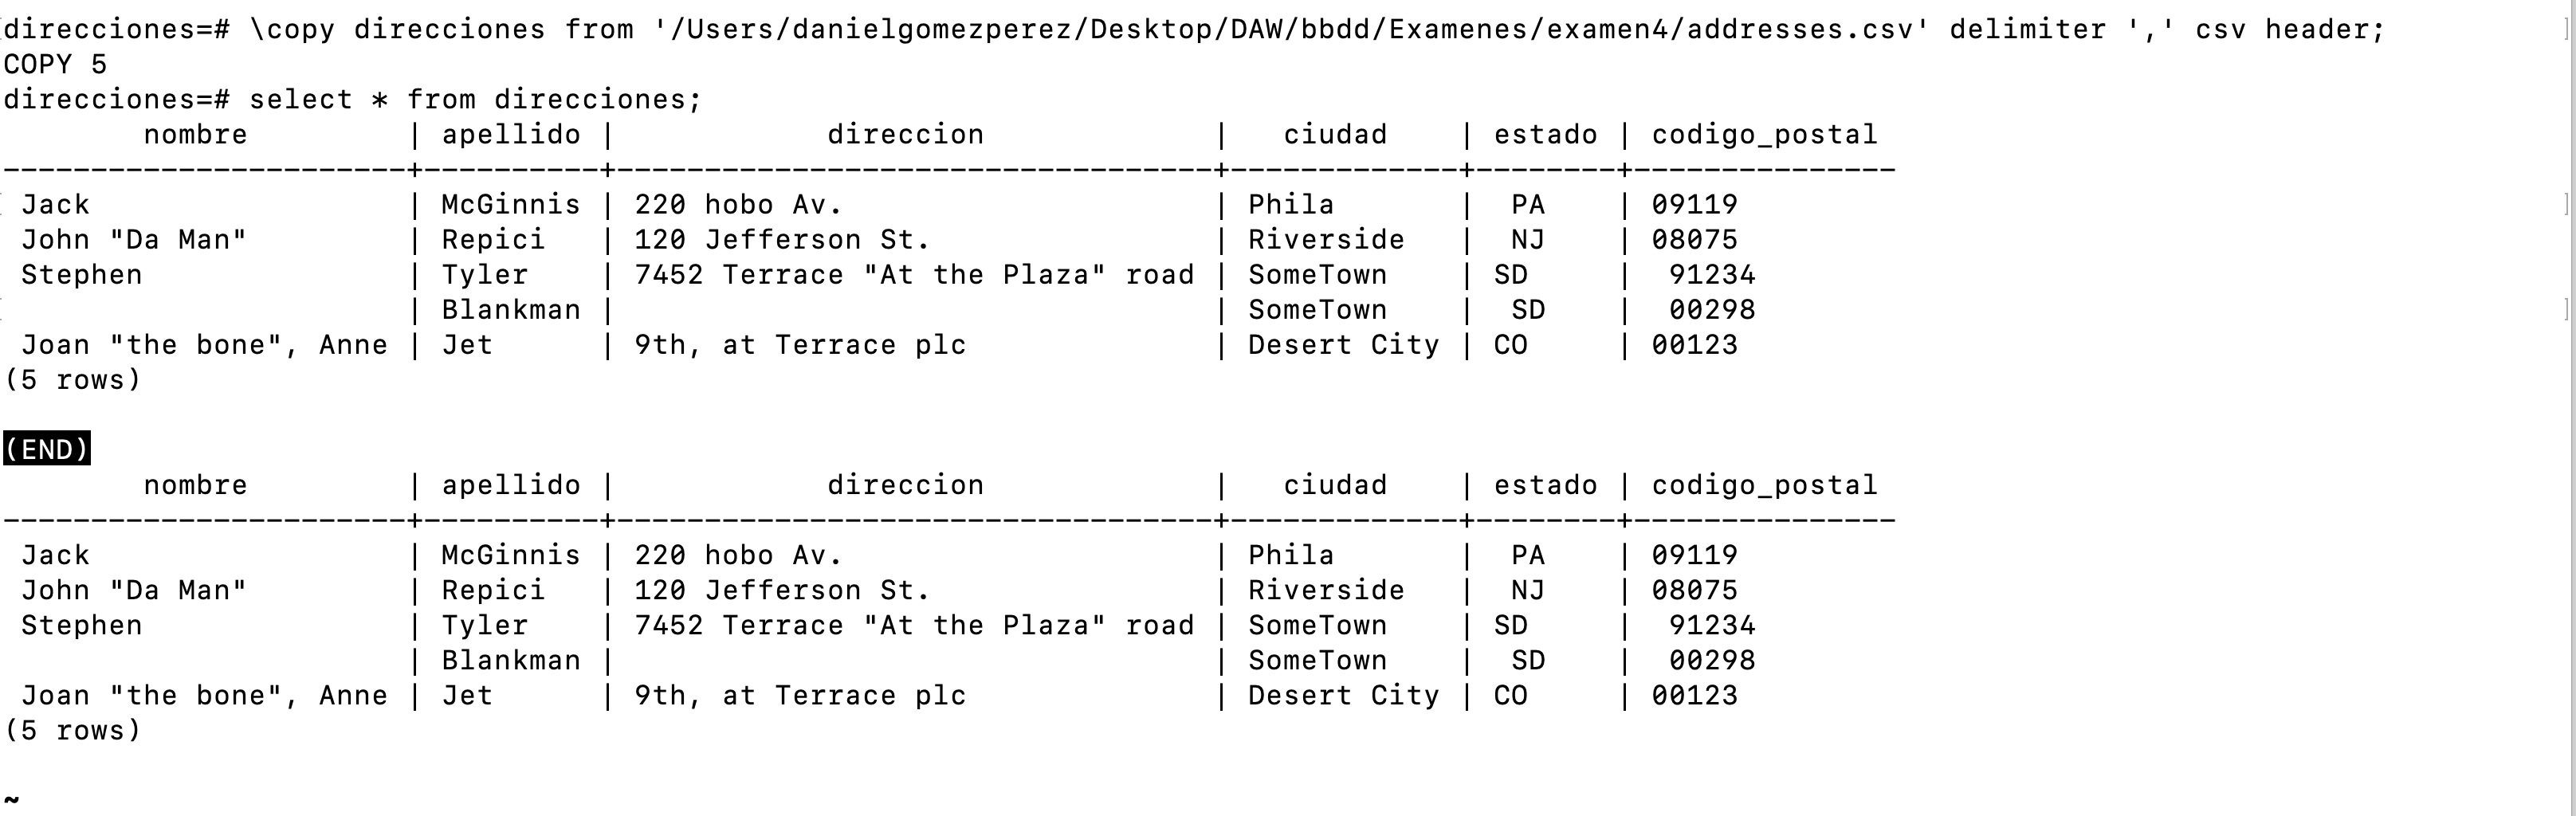 direcciones=# \copy direcciones from '/Users/danielgomezperez/Desktop/DAW/bbdd/Examenes/examen4/addresses.csv' delimiter ',' csv header;
COPY 5
direcciones=# select * from direcciones;
        nombre         | apellido |            direccion             |   ciudad    | estado | codigo_postal
-----------------------+----------+----------------------------------+-------------+--------+---------------
 Jack                  | McGinnis | 220 hobo Av.                     | Phila       |  PA    | 09119
 John "Da Man"         | Repici   | 120 Jefferson St.                | Riverside   |  NJ    | 08075
 Stephen               | Tyler    | 7452 Terrace "At the Plaza" road | SomeTown    | SD     |  91234
                       | Blankman |                                  | SomeTown    |  SD    |  00298
 Joan "the bone", Anne | Jet      | 9th, at Terrace plc              | Desert City | CO     | 00123
(5 rows)
(END)
        nombre         | apellido |            direccion             |   ciudad    | estado | codigo_postal
-----------------------+----------+----------------------------------+-------------+--------+---------------
 Jack                  | McGinnis | 220 hobo Av.                     | Phila       |  PA    | 09119
 John "Da Man"         | Repici   | 120 Jefferson St.                | Riverside   |  NJ    | 08075
 Stephen               | Tyler    | 7452 Terrace "At the Plaza" road | SomeTown    | SD     |  91234
                       | Blankman |                                  | SomeTown    |  SD    |  00298
 Joan "the bone", Anne | Jet      | 9th, at Terrace plc              | Desert City | CO     | 00123
(5 rows)
~